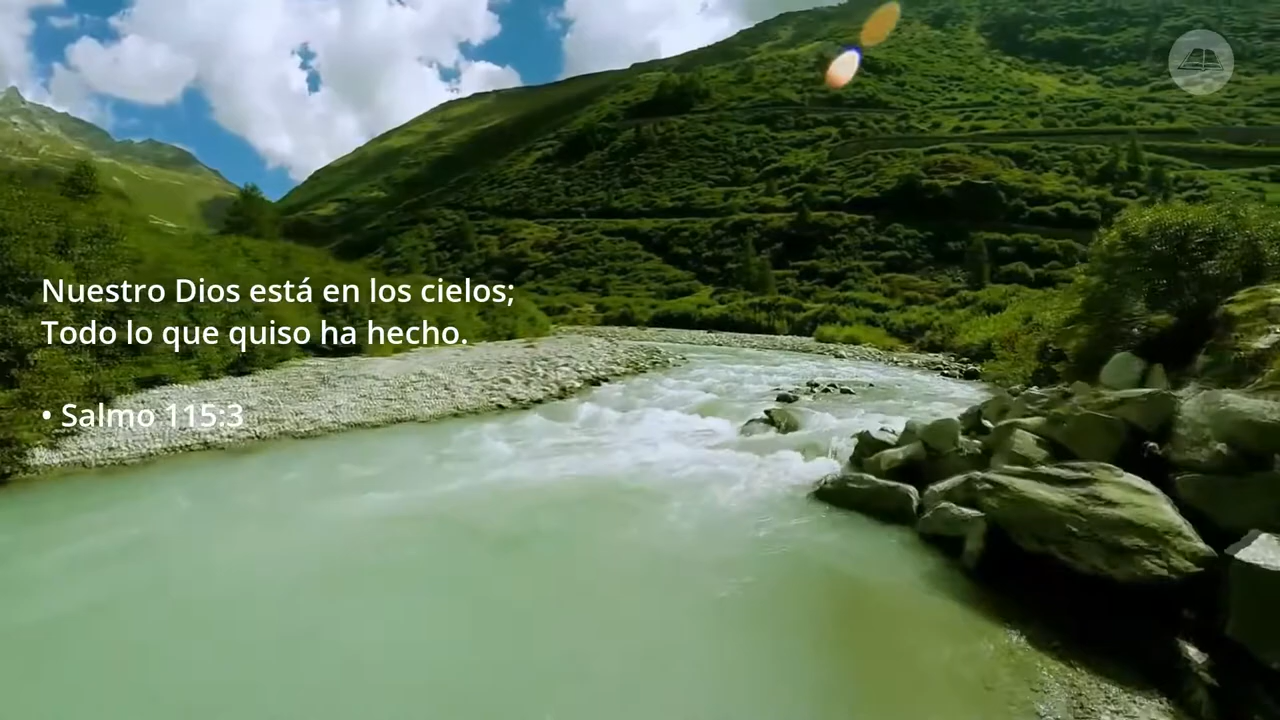 Nuestro Dios está en los cielos;
Todo lo que quiso ha hecho.
• Salmo 115:3